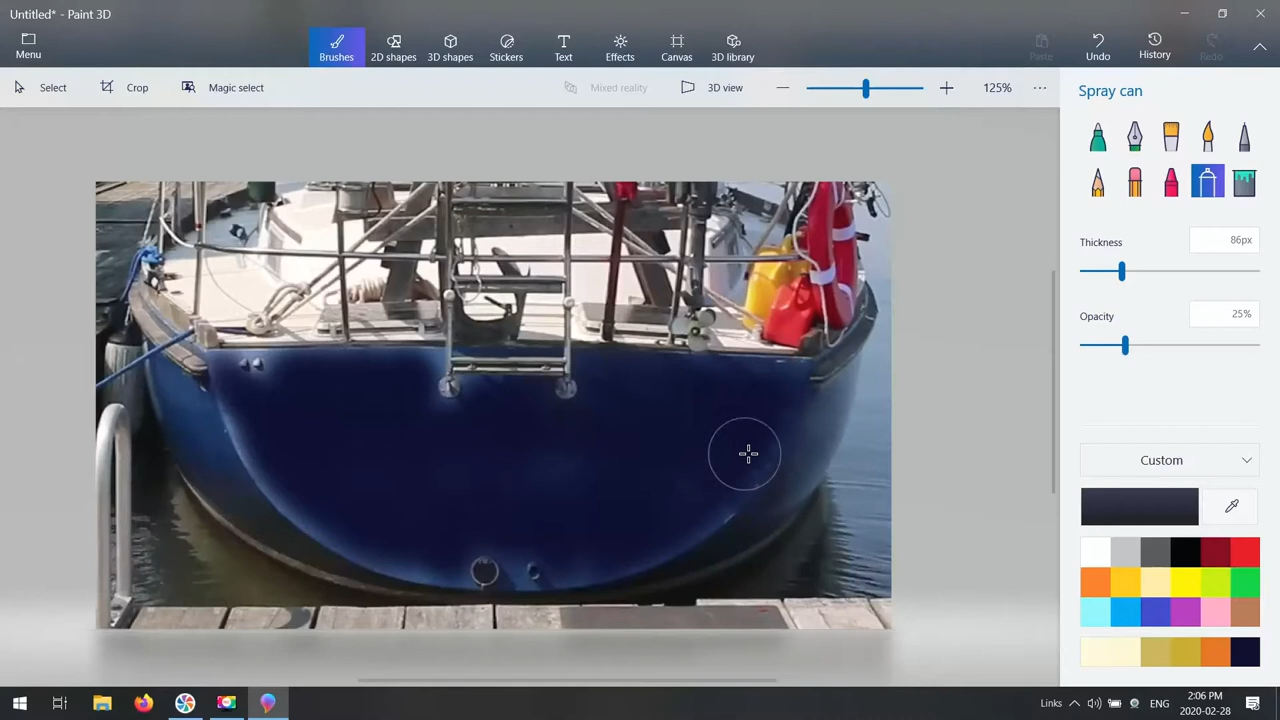 Untitled* - Paint 3D
Menu
Brushes
2D shapes
3D shapes
Stickers
Text
Effects
Canvas
3D library
Paste
Undo
History
Redo
Select
Crop
Magic select
Mixed reality
3D view
125%
Spray can
Thickness
86px
Opacity
25%
Custom
Links
ENG
2:06 PM
2020-02-28